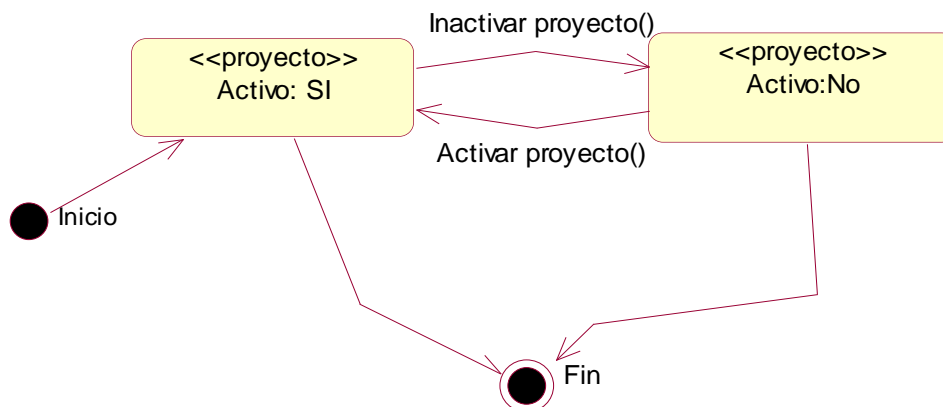 Inactivar proyecto()
<<proyecto>>
Activo: SI
<<proyecto>>
Activo:No
Activar proyecto()
Inicio
Fin